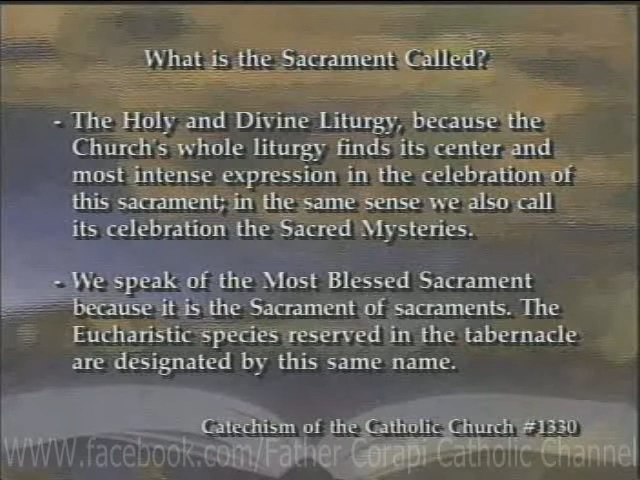 What is the Sacrament Called?
- The Holy and Divine Liturgy, because the
Church's whole liturgy finds its center and
most intense expression in the celebration of
this sacrament; in the same sense we also call
its celebration the Sacred Mysteries.
- We speak of the Most Blessed Sacrament
because it is the Sacrament of sacraments. The
Eucharistic species reserved in the tabernacle
are designated by this same name.
Catechism of the Catholic Church #1330
WWW.facebook.com/Father Corapi Catholic Channel